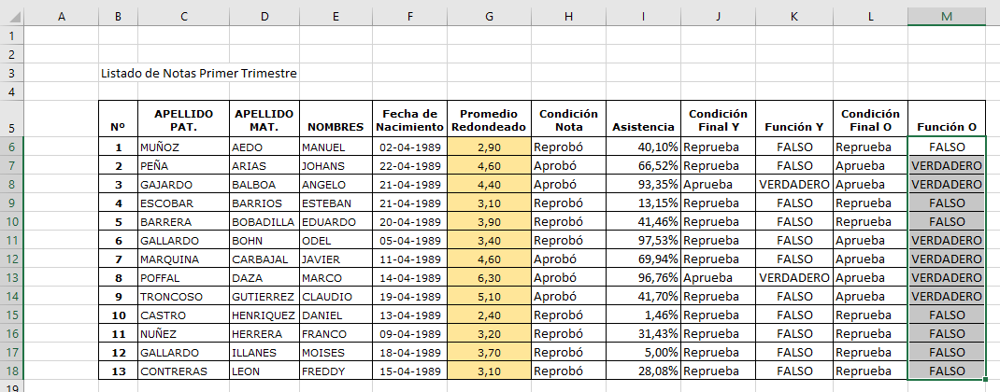 A B C D E F G H I J K L M
1
2
3 Listado de Notas Primer Trimestre
4
5 Nº APELLIDO PAT. APELLIDO MAT. NOMBRES Fecha de Nacimiento Promedio Redondeado Condición Nota Asistencia Condición Final Y Función Y Condición Final O Función O
6 1 MUÑOZ AEDO MANUEL 02-04-1989 2,90 Reprobó 40,10% Reprueba FALSO Reprueba FALSO
7 2 PEÑA ARIAS JOHANS 22-04-1989 4,60 Aprobó 66,52% Reprueba FALSO Aprueba VERDADERO
8 3 GAJARDO BALBOA ANGELO 21-04-1989 4,40 Aprobó 93,35% Aprueba VERDADERO Aprueba VERDADERO
9 4 ESCOBAR BARRIOS ESTEBAN 21-04-1989 3,10 Reprobó 13,15% Reprueba FALSO Reprueba FALSO
10 5 BARRERA BOBADILLA EDUARDO 20-04-1989 3,90 Reprobó 41,46% Reprueba FALSO Reprueba FALSO
11 6 GALLARDO BOHN ODEL 05-04-1989 3,40 Reprobó 97,53% Reprueba FALSO Aprueba VERDADERO
12 7 MARQUINA CARBAJAL JAVIER 11-04-1989 4,60 Aprobó 69,94% Reprueba FALSO Aprueba VERDADERO
13 8 POFFAL DAZA MARCO 14-04-1989 6,30 Aprobó 96,76% Aprueba VERDADERO Aprueba VERDADERO
14 9 TRONCOSO GUTIERREZ CLAUDIO 19-04-1989 5,10 Aprobó 41,70% Reprueba FALSO Aprueba VERDADERO
15 10 CASTRO HENRIQUEZ DANIEL 13-04-1989 2,40 Reprobó 1,46% Reprueba FALSO Reprueba FALSO
16 11 NUÑEZ HERRERA FRANCO 09-04-1989 3,20 Reprobó 31,43% Reprueba FALSO Reprueba FALSO
17 12 GALLARDO ILLANES MOISES 18-04-1989 3,70 Reprobó 5,00% Reprueba FALSO Reprueba FALSO
18 13 CONTRERAS LEON FREDDY 15-04-1989 3,10 Reprobó 28,08% Reprueba FALSO Reprueba FALSO
19